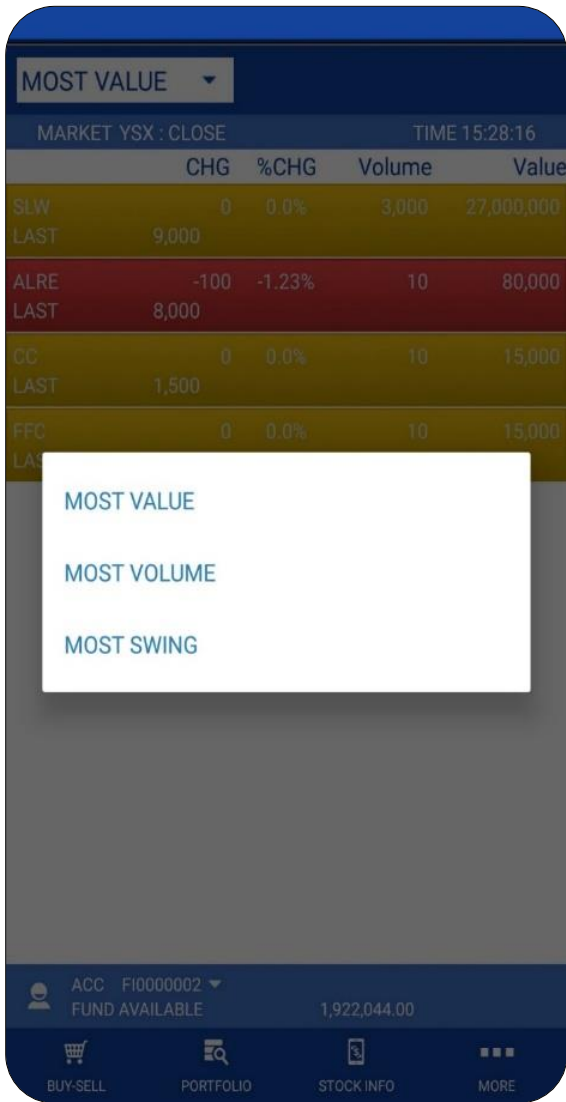 MOST VALUE
MARKET YSX : CLOSE TIME 15:28:16
CHG %CHG Volume Value
SLW 0 0.0% 3,000 27,000,000
LAST 9,000
ALRE -100 -1.23% 10 80,000
LAST 8,000
CC 0 0.0% 10 15,000
LAST 1,500
FFC 0 0.0% 10 15,000
MOST VALUE
MOST VOLUME
MOST SWING
ACC FI0000002
FUND AVAILABLE 1,922,044.00
BUY-SELL PORTFOLIO STOCK INFO MORE